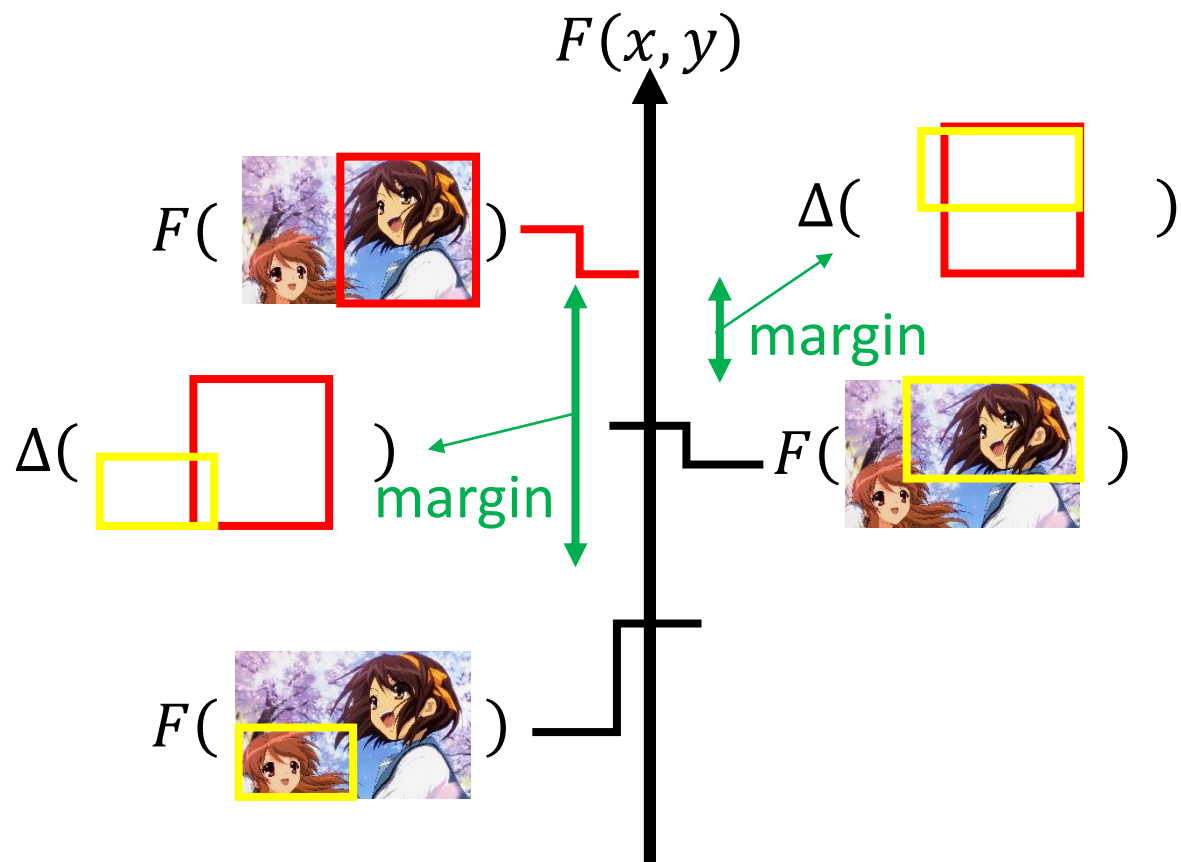 F(x, y)
F( )
Δ( )
margin
Δ( )
margin
F( )
F( )